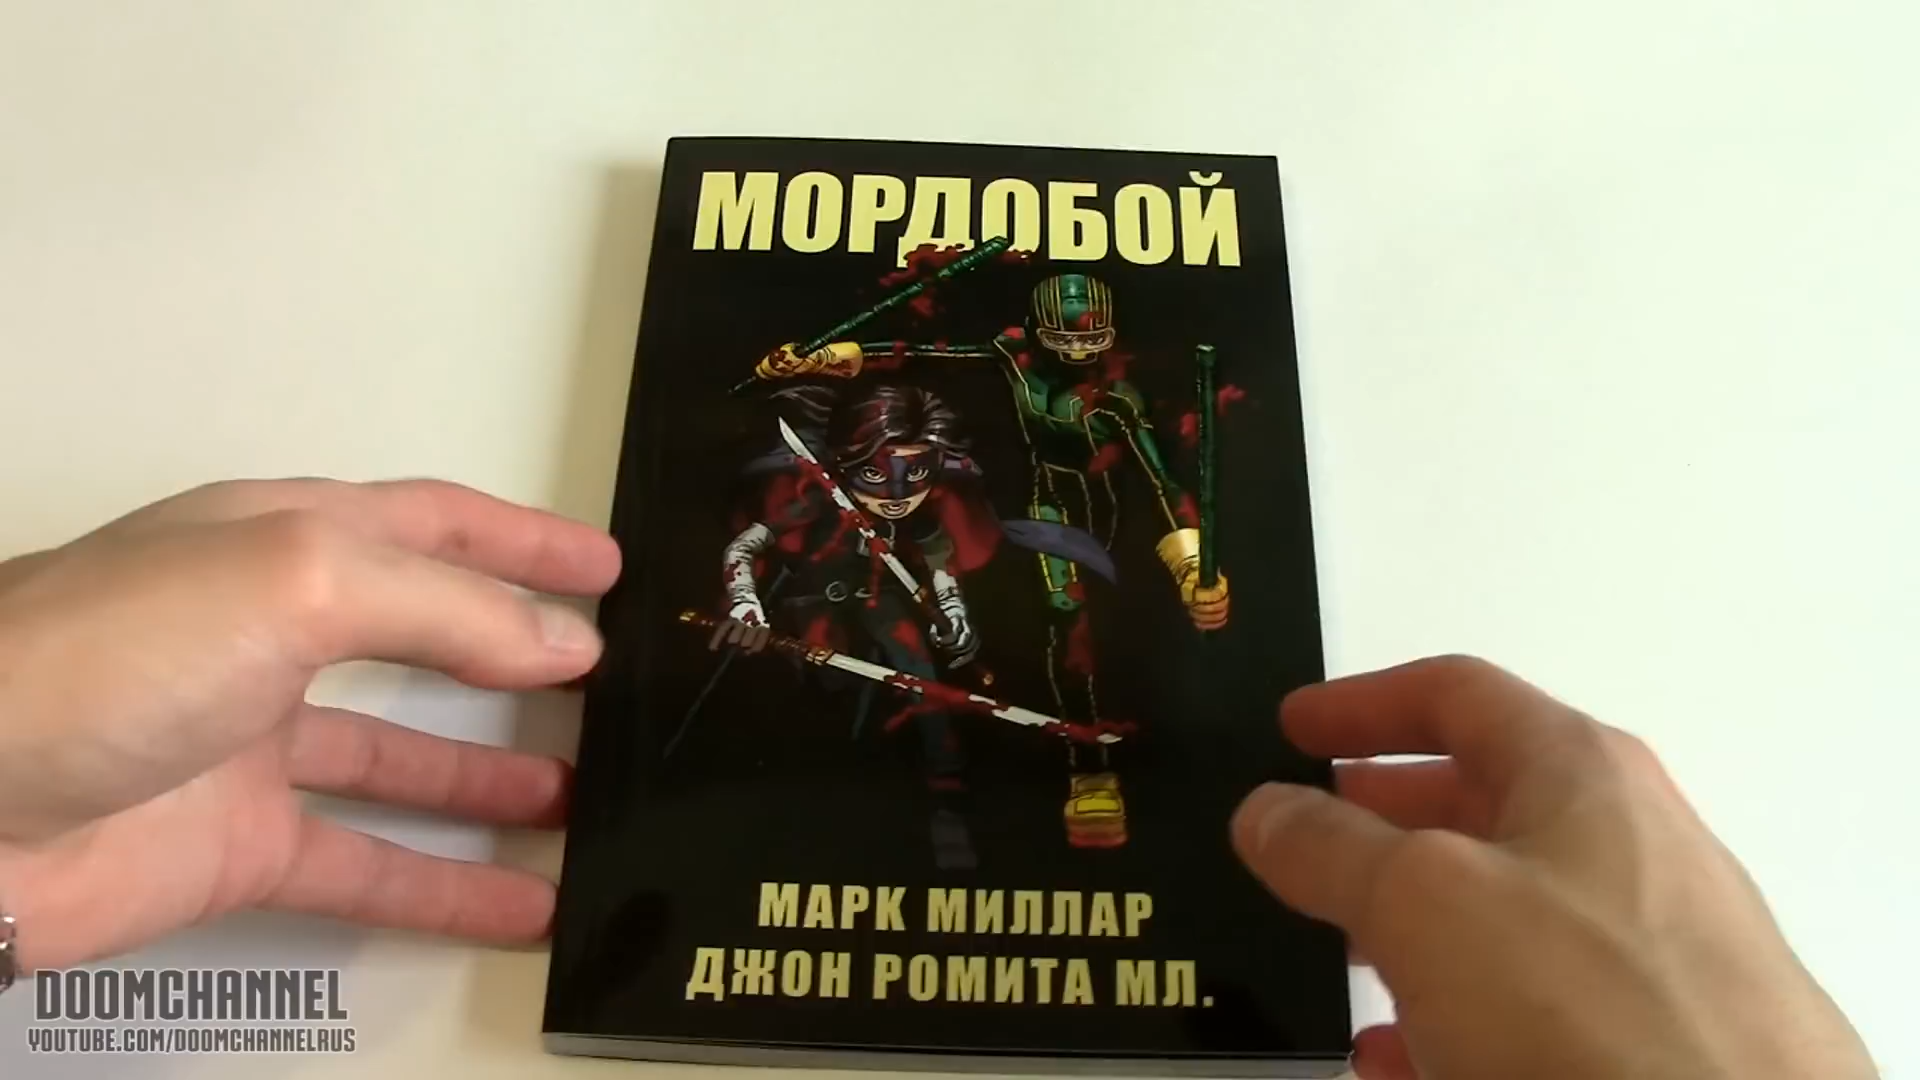 МОРДОБОЙ
МАРК МИЛЛАР
ДЖОН РОМИТА МЛ.
DOOMCHANNEL
YOUTUBE.COM/DOOMCHANNELRUS